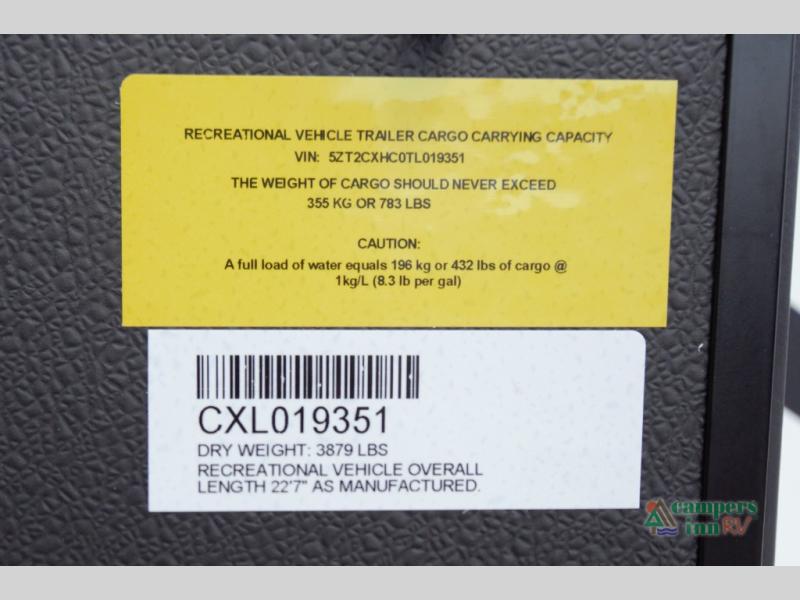 RECREATIONAL VEHICLE TRAILER CARGO CARRYING CAPACITY
VIN: 5ZT2CXHC0TL019351
THE WEIGHT OF CARGO SHOULD NEVER EXCEED
355 KG OR 783 LBS
CAUTION:
A full load of water equals 196 kg or 432 lbs of cargo @
1kg/L (8.3 lb per gal)
CXL019351
DRY WEIGHT: 3879 LBS
RECREATIONAL VEHICLE OVERALL
LENGTH 22'7" AS MANUFACTURED.
campers
inn RV